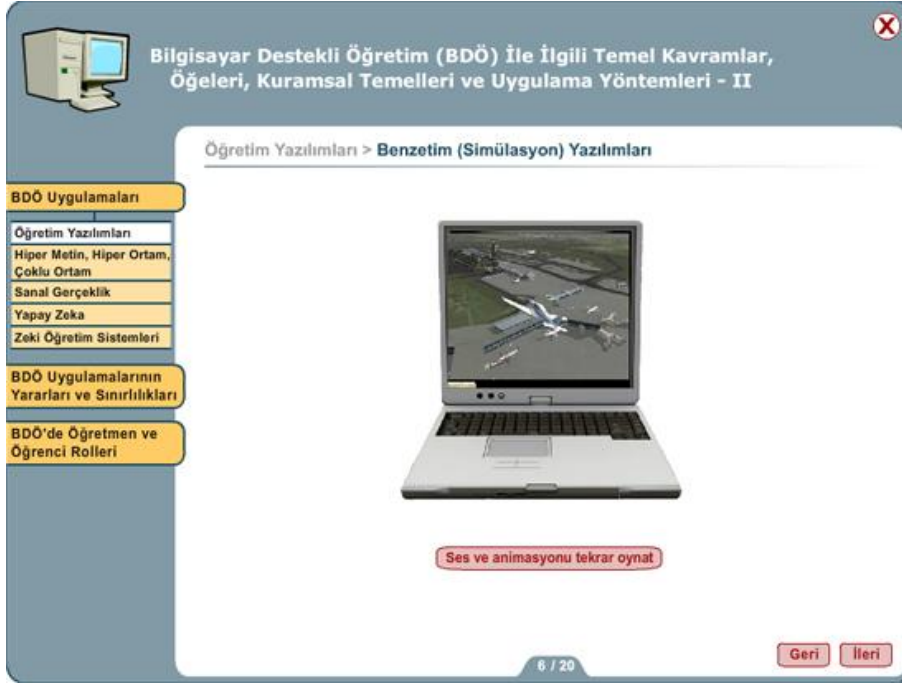 X
Bilgisayar Destekli Öğretim (BDÖ) İle İlgili Temel Kavramlar,
Öğeleri, Kuramsal Temelleri ve Uygulama Yöntemleri - II
Öğretim Yazılımları > Benzetim (Simülasyon) Yazılımları
BDÖ Uygulamaları
Öğretim Yazılımları
Hiper Metin, Hiper Ortam,
Çoklu Ortam
Sanal Gerçeklik
Yapay Zeka
Zeki Öğretim Sistemleri
BDÖ Uygulamalarının
Yararları ve Sınırlılıkları
BDÖ'de Öğretmen ve
Öğrenci Rolleri
Ses ve animasyonu tekrar oynat
6 / 20
Geri
İleri